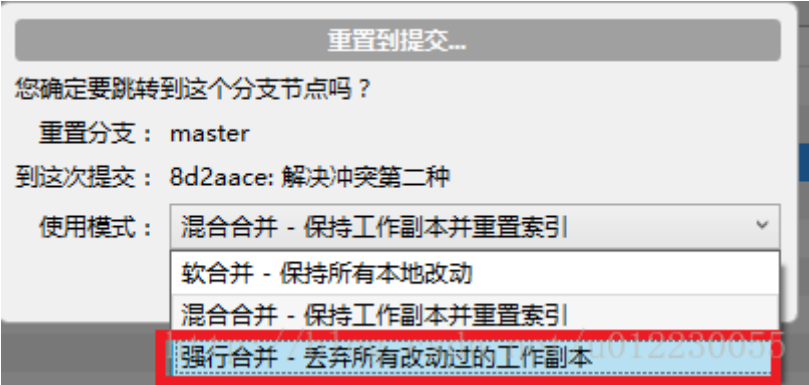 重置到提交...
您确定要跳转到这个分支节点吗？
重置分支： master
到这次提交： 8d2aace: 解决冲突第二种
使用模式： 混合合并 - 保持工作副本并重置索引
软合并 - 保持所有本地改动
混合合并 - 保持工作副本并重置索引
强行合并 - 丢弃所有改动过的工作副本